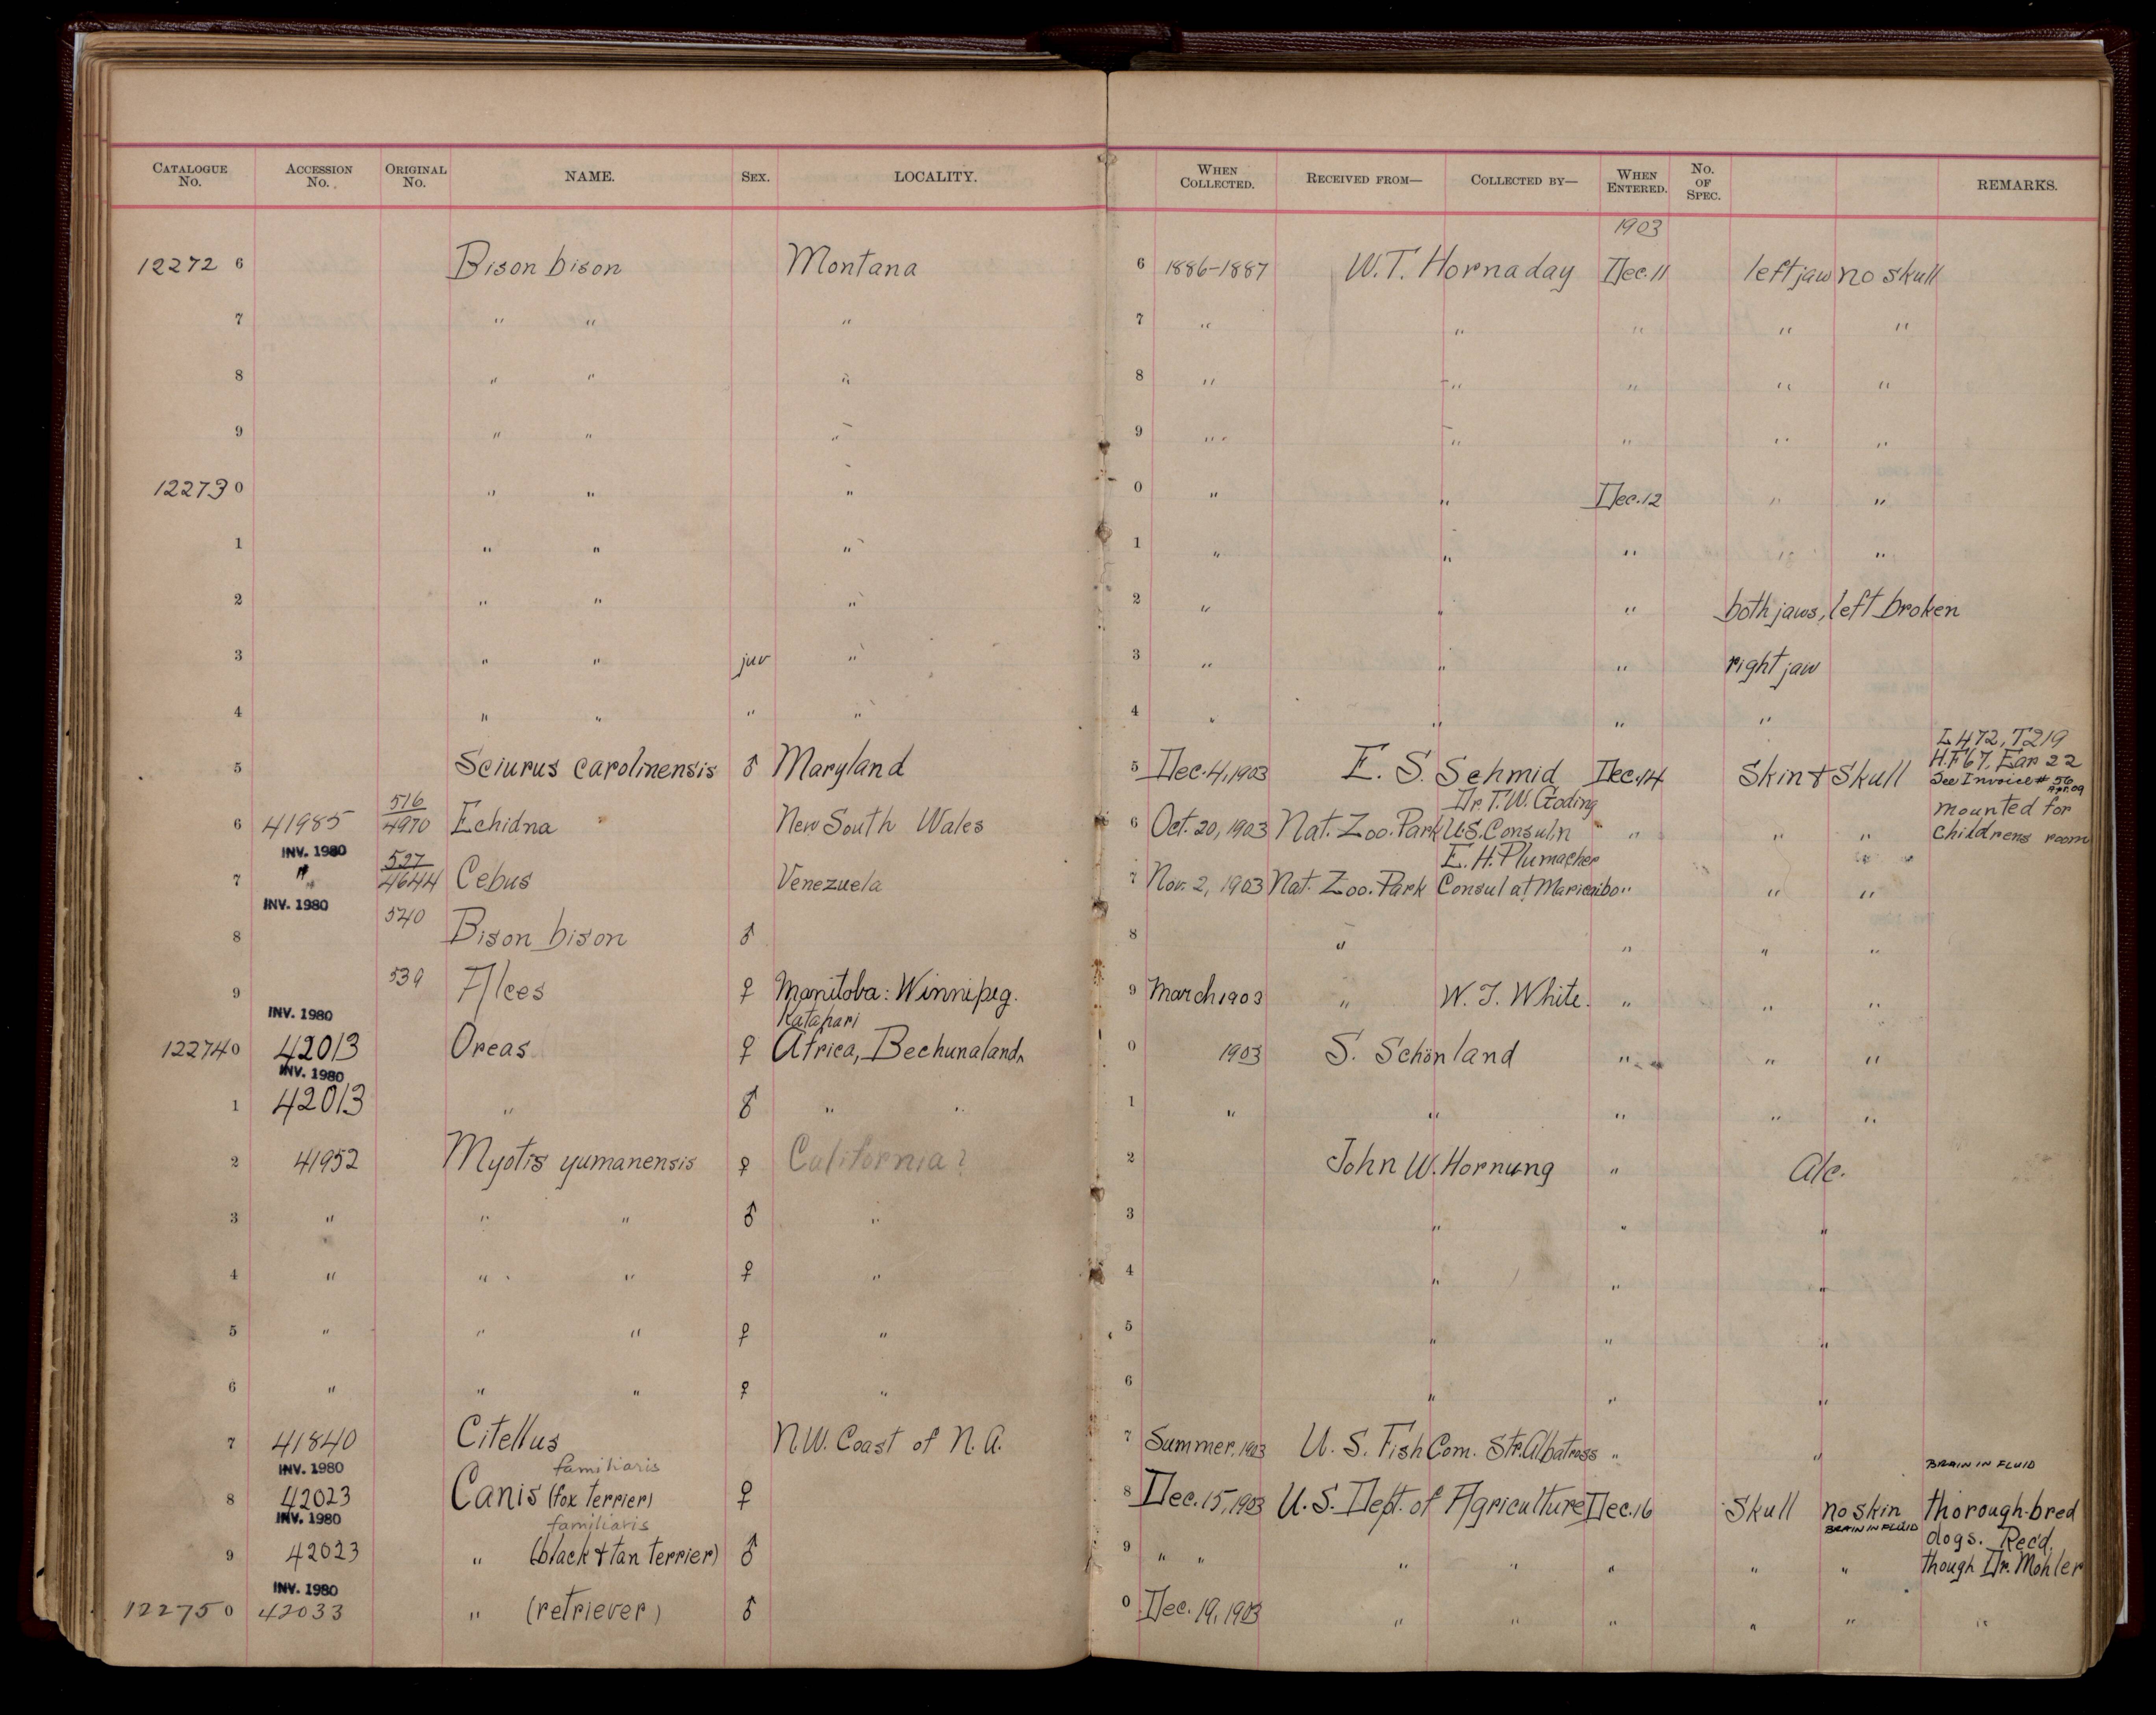 CATALOGUE No. ACCESSION No. ORIGINAL No. NAME. SEX. LOCALITY. WHEN COLLECTED. RECEIVED FROM— COLLECTED BY— WHEN ENTERED. No. OF SPEC. REMARKS.
1903
12272 6 Bison bison Montana 6 1886-1887 W.T. Hornaday Dec. 11 left jaw no skull
7 " " " 7 " " " " "
8 " " " 8 " " " " "
9 " " " 9 " " " " "
12273 0 " " " 0 " " Dec. 12 " "
1 " " " 1 " " " " "
2 " " " 2 " " " both jaws, left broken
3 " " juv " 3 " " " right jaw
4 " " " " 4 " " " "
L 472, T219
H.F 67, Ear 22
5 Sciurus carolinensis ♂ Maryland 5 Dec. 4, 1903 E. S. Schmid Dec. 14 Skin & Skull See Invoice # 56 Apr. 09
516 Dr. T. W. Goding mounted for
6 41985 4970 Echidna New South Wales 6 Oct. 20, 1903 Nat. Zoo. Park U.S. Consul.n " " " childrens room
INV. 1980 527 E. H. Plumacher
7 " 4644 Cebus Venezuela 7 Nov. 2, 1903 Nat. Zoo. Park Consul at Maricaibo " " "
INV. 1980 540
8 Bison bison ♂ 8 " " " "
9 539 Alces ♀ Manitoba: Winnipeg. 9 March 1903 " W. J. White. " " "
INV. 1980 Katahari
12274 0 42013 Oreas ♀ Africa, Bechunaland 0 1903 S. Schönland " " "
INV. 1980
1 42013 " ♂ " " 1 " " " " "
2 41952 Myotis yumanensis ♀ California? 2 John W. Hornung " Alc.
3 " " " ♂ " 3 " " "
4 " " " ♀ " 4 " " "
5 " " " ♀ " 5 " " "
6 " " " ♀ " 6 " " "
7 41840 Citellus N.W. Coast of N.A. 7 Summer, 1903 U. S. Fish Com. Str. Albatross " "
INV. 1980 familiaris BRAIN IN FLUID
8 42023 Canis (fox terrier) ♀ 8 Dec. 15, 1903 U.S. Dept. of Agriculture Dec. 16 Skull no skin thorough-bred
INV. 1980 familiaris BRAIN IN FLUID dogs. Rec'd.
9 42023 " (black & tan terrier) ♂ 9 " " " " " " " though Dr. Mohler
INV. 1980
12275 0 42033 " (retriever) ♂ 0 Dec. 19, 1903 " " " " " "